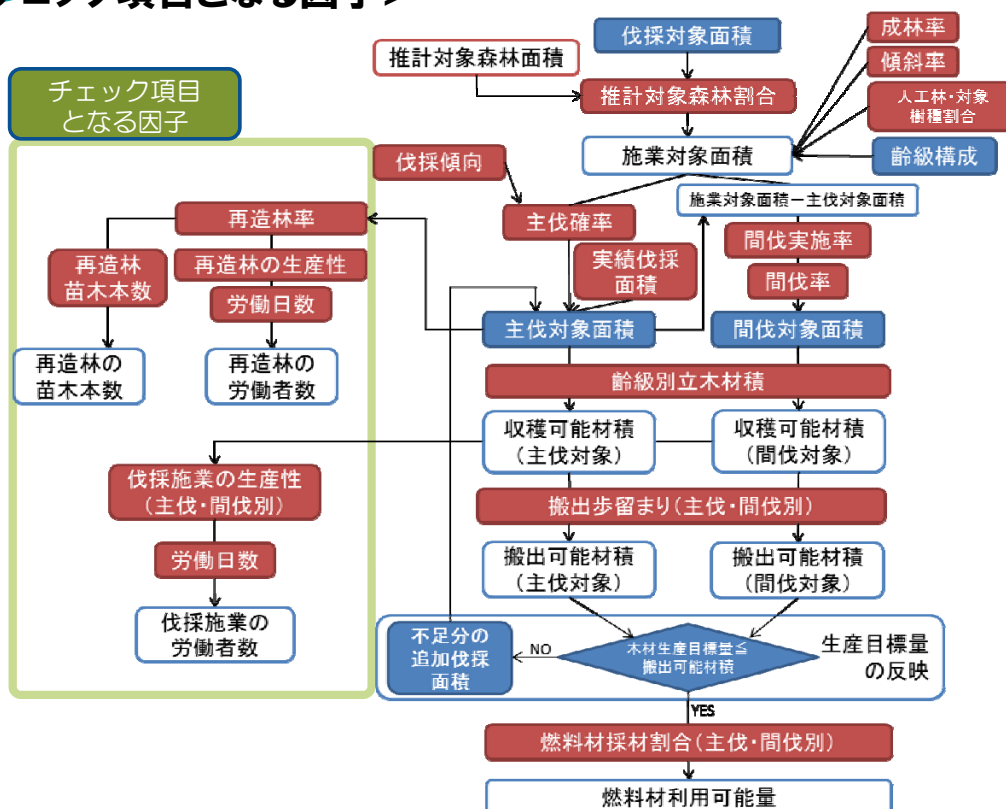 ェック項目となる因子>
伐採対象面積
成林率
推計対象森林面積
傾斜率
チェック項目
となる因子
推計対象森林割合
人工林・対象
樹種割合
伐採傾向
施業対象面積
齢級構成
施業対象面積ー主伐対象面積
再造林率
主伐確率
間伐実施率
再造林
苗木本数
再造林の生産性
実績伐採
面積
間伐率
労働日数
主伐対象面積
間伐対象面積
再造林の
苗木本数
再造林の
労働者数
齢級別立木材積
収穫可能材積
(主伐対象)
収穫可能材積
(間伐対象)
伐採施業の生産性
(主伐・間伐別)
搬出歩留まり(主伐・間伐別)
労働日数
搬出可能材積
(主伐対象)
搬出可能材積
(間伐対象)
伐採施業の
労働者数
不足分の
追加伐採
面積
NO
木材生産目標量≦
搬出可能材積
生産目標量
の反映
YES
燃料材採材割合(主伐・間伐別)
燃料材利用可能量